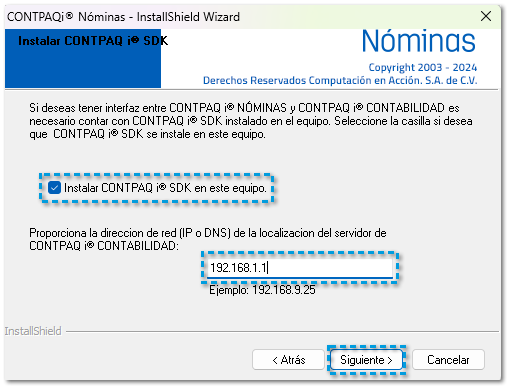 CONTPAQi® Nóminas - InstallShield Wizard
Instalar CONTPAQ i® SDK
Nóminas
Copyright 2003 - 2024
Derechos Reservados Computación en Acción. S.A. de C.V.
Si deseas tener interfaz entre CONTPAQ i® NÓMINAS y CONTPAQ i® CONTABILIDAD es
necesario contar con CONTPAQ i® SDK instalado en el equipo. Seleccione la casilla si desea
que CONTPAQ i® SDK se instale en este equipo.
Instalar CONTPAQ i® SDK en este equipo.
Proporciona la direccion de red (IP o DNS) de la localizacion del servidor de
CONTPAQ i® CONTABILIDAD:
192.168.1.1
Ejemplo: 192.168.9.25
InstallShield
< Atrás Siguiente > Cancelar